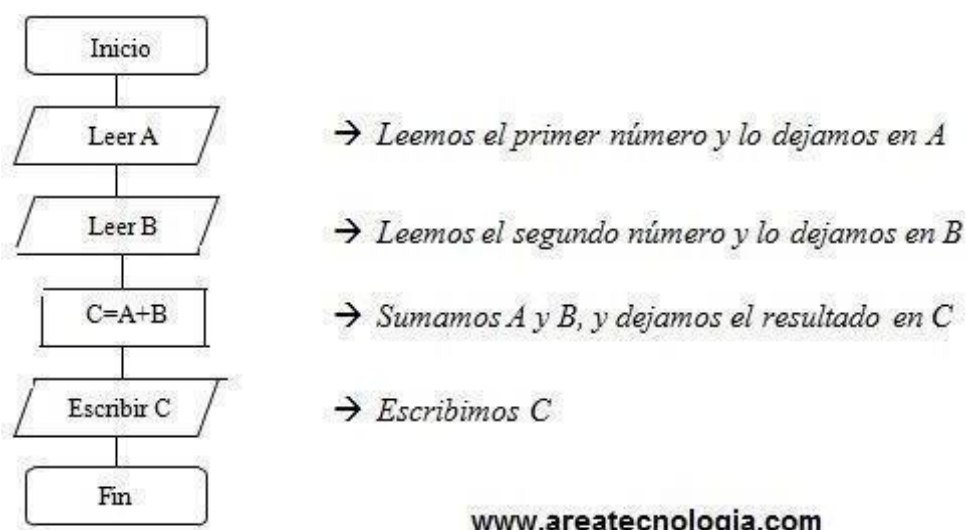 Inicio
Leer A
→ Leemos el primer número y lo dejamos en A
Leer B
→ Leemos el segundo número y lo dejamos en B
C=A+B
→ Sumamos A y B, y dejamos el resultado en C
Escribir C
→ Escribimos C
Fin
www.areatecnologia.com